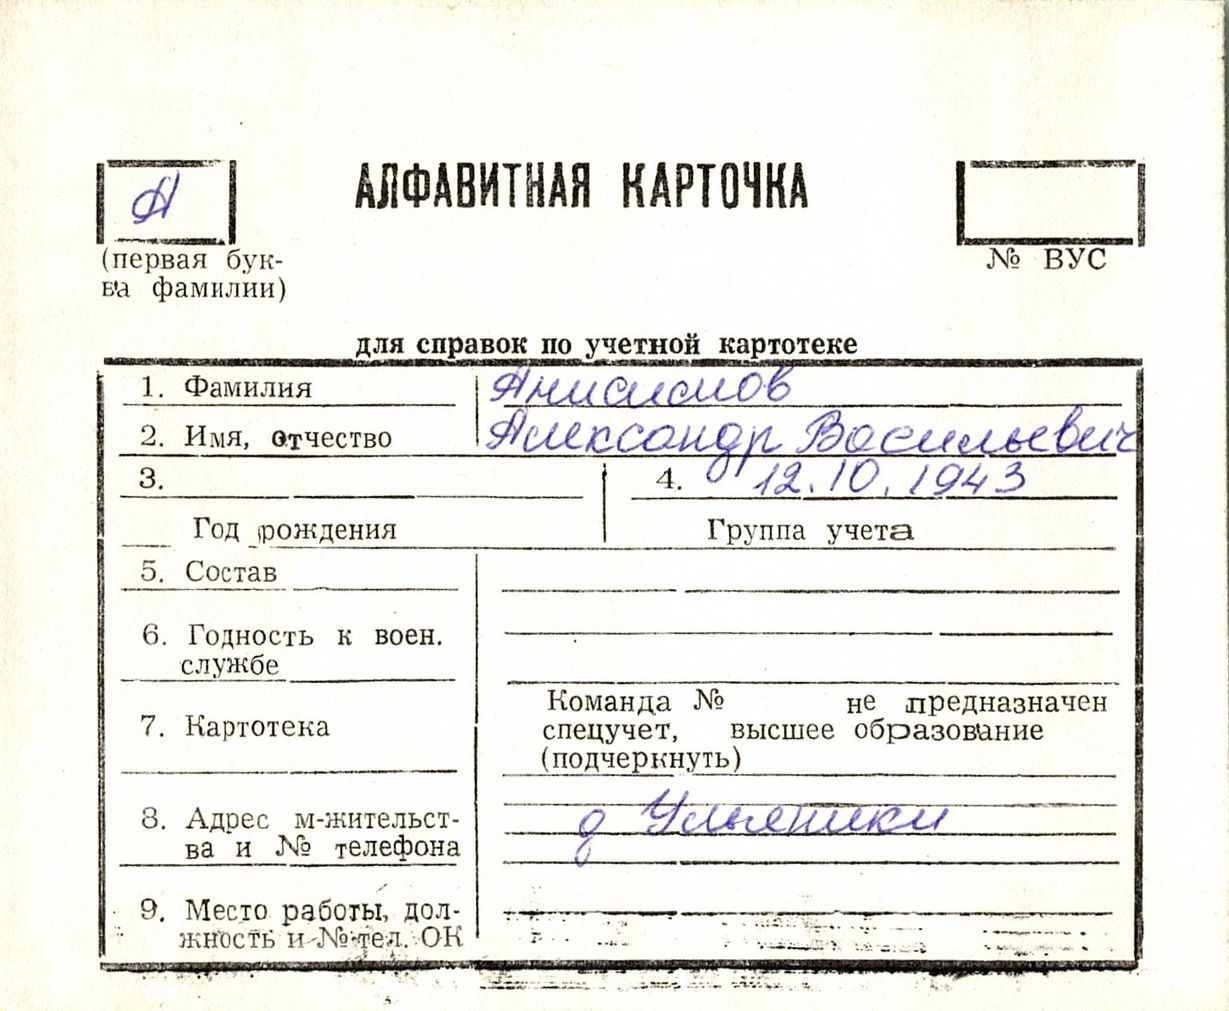 АЛФАВИТНАЯ КАРТОЧКА
А
(первая бук-
ва фамилии)
№ ВУС
для справок по учетной картотеке
1. Фамилия Анисимов
2. Имя, отчество Александр Васильевич
3. 4. 12.10.1943
Год рождения Группа учета
5. Состав
6. Годность к воен.
службе
7. Картотека
Команда № не предназначен
спецучет, высшее образование
(подчеркнуть)
8. Адрес м-жительст-
ва и № телефона
д Ульяники
9. Место работы, дол-
жность и № тел. ОК